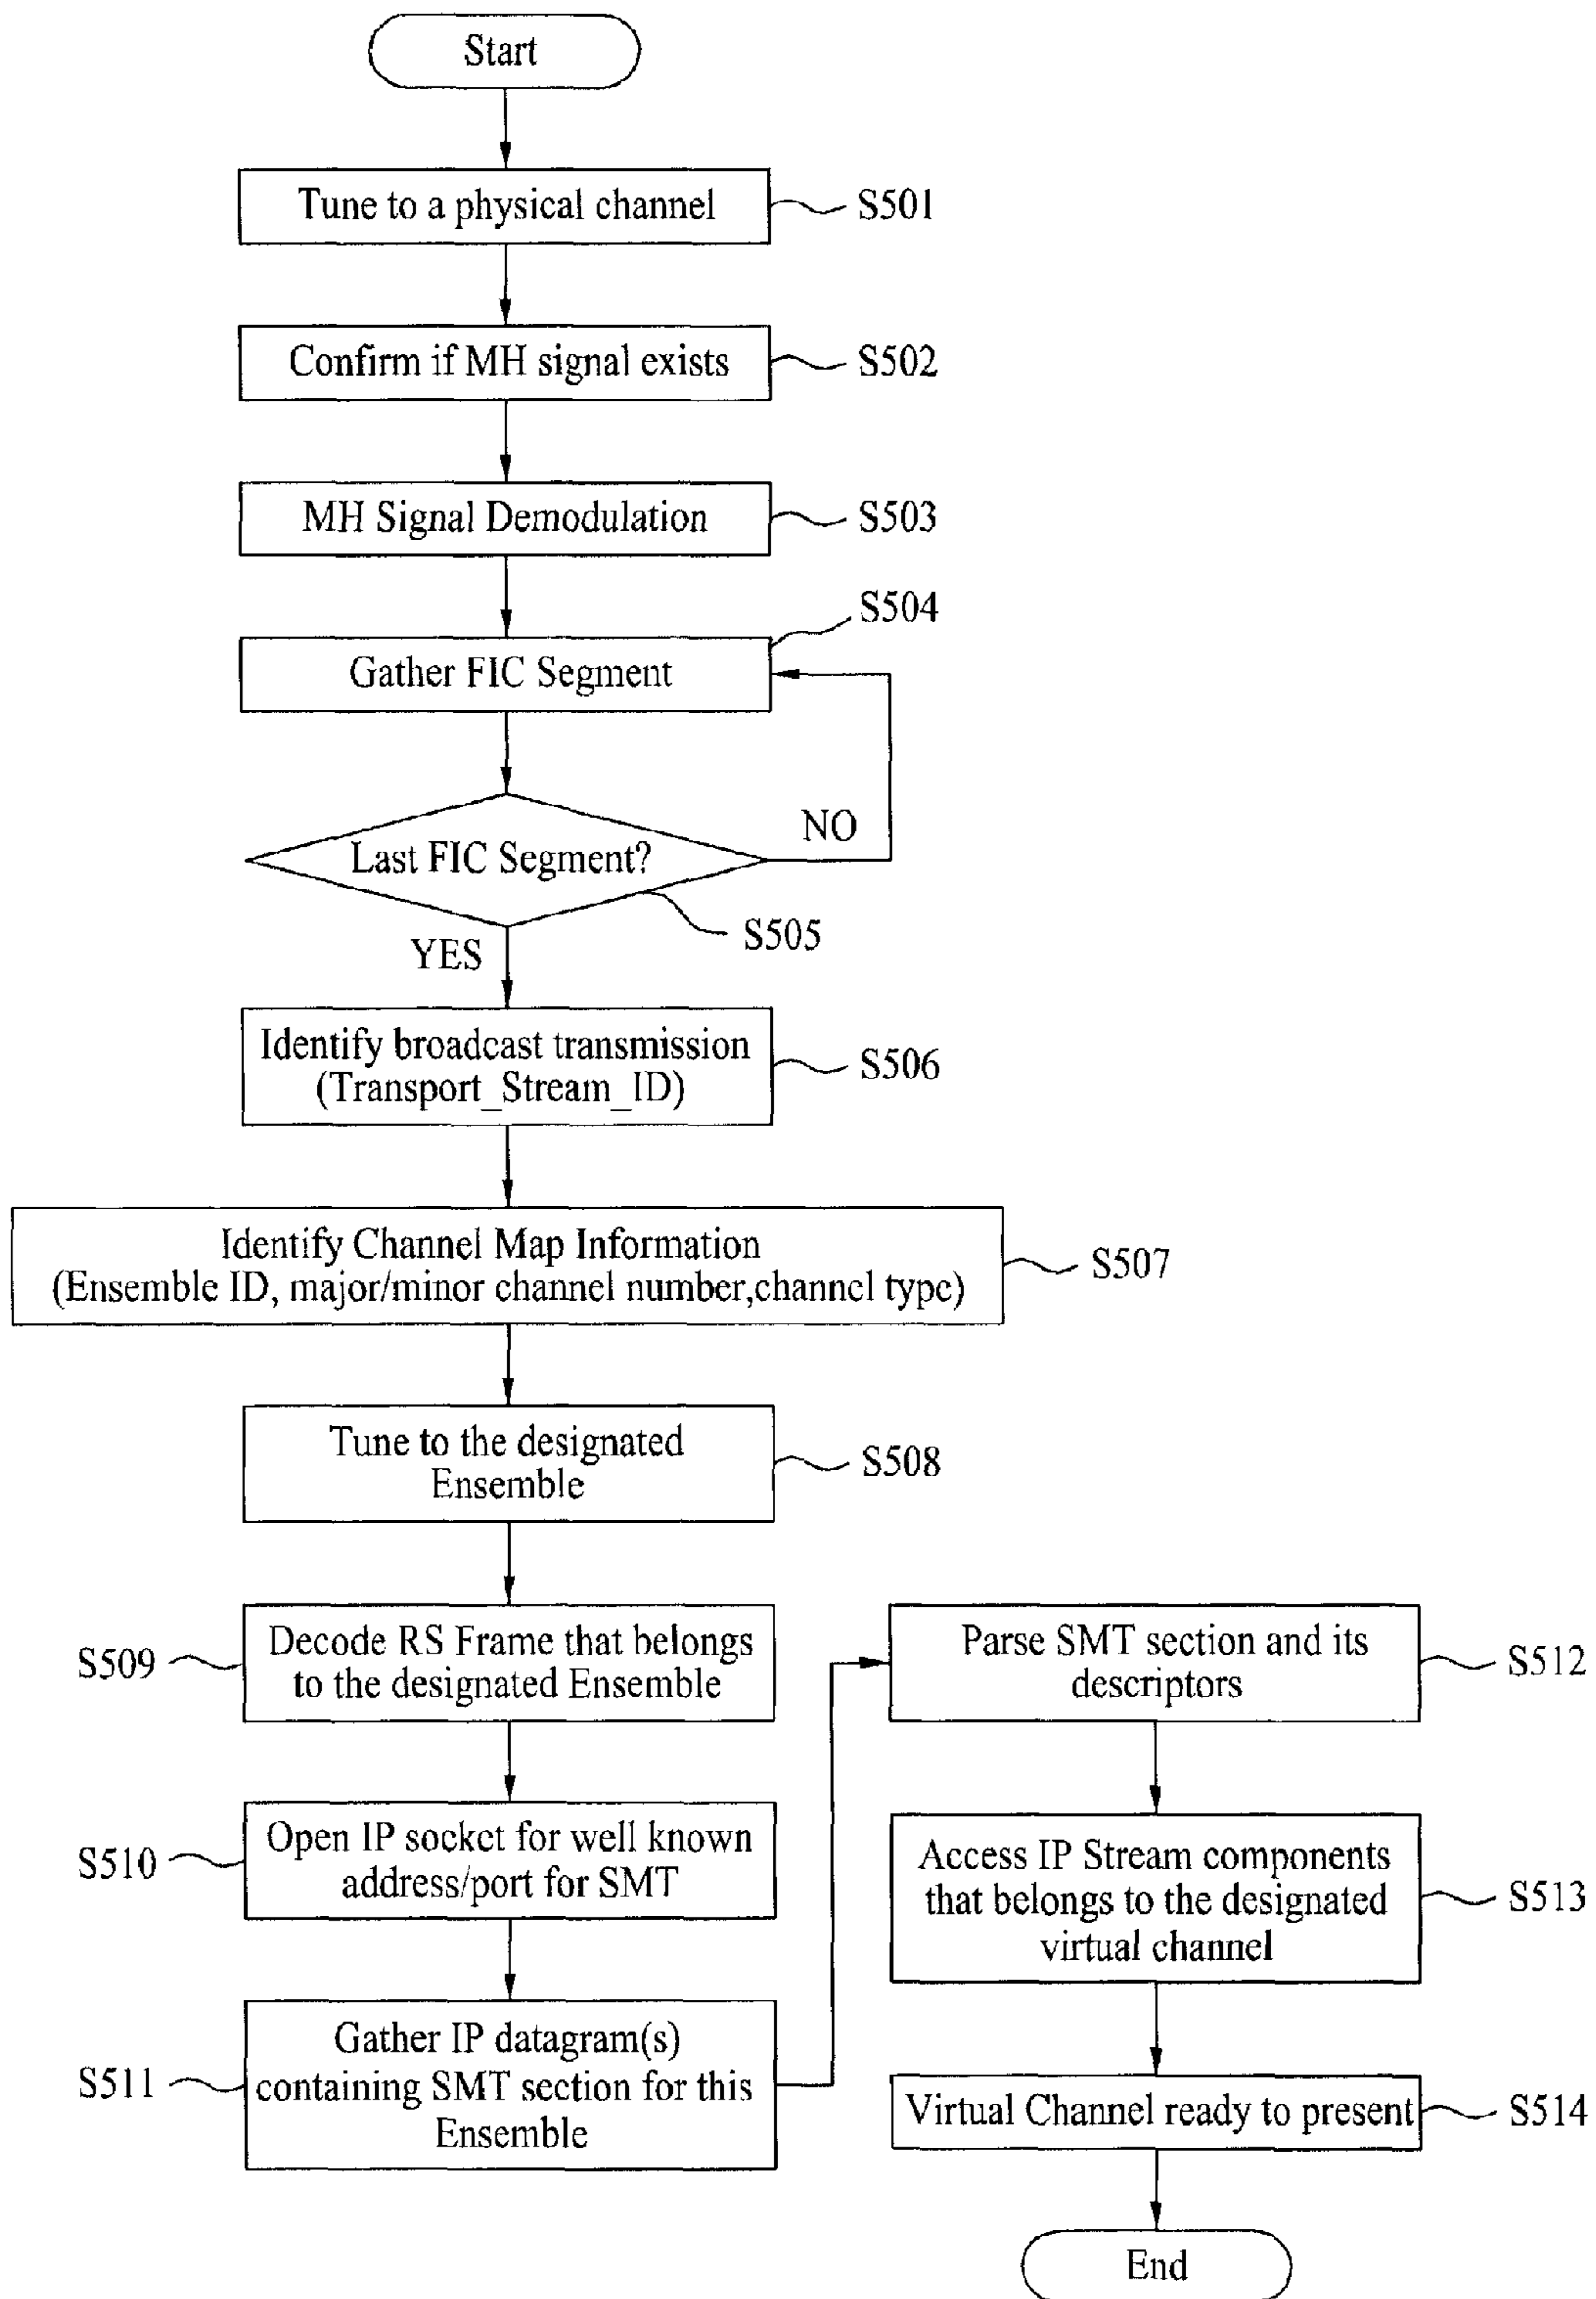 Start
Tune to a physical channel
S501
Confirm if MH signal exists
S502
MH Signal Demodulation
S503
S504
Gather FIC Segment
NO
Last FIC Segment?
S505
YES
Identify broadcast transmission
(Transport_Stream_ID)
S506
Identify Channel Map Information
(Ensemble ID, major/minor channel number,channel type)
S507
Tune to the designated
Ensemble
S508
S509
Decode RS Frame that belongs
to the designated Ensemble
S510
Open IP socket for well known
address/port for SMT
S511
Gather IP datagram(s)
containing SMT section for this
Ensemble
Parse SMT section and its
descriptors
S512
Access IP Stream components
that belongs to the designated
virtual channel
S513
Virtual Channel ready to present
S514
End